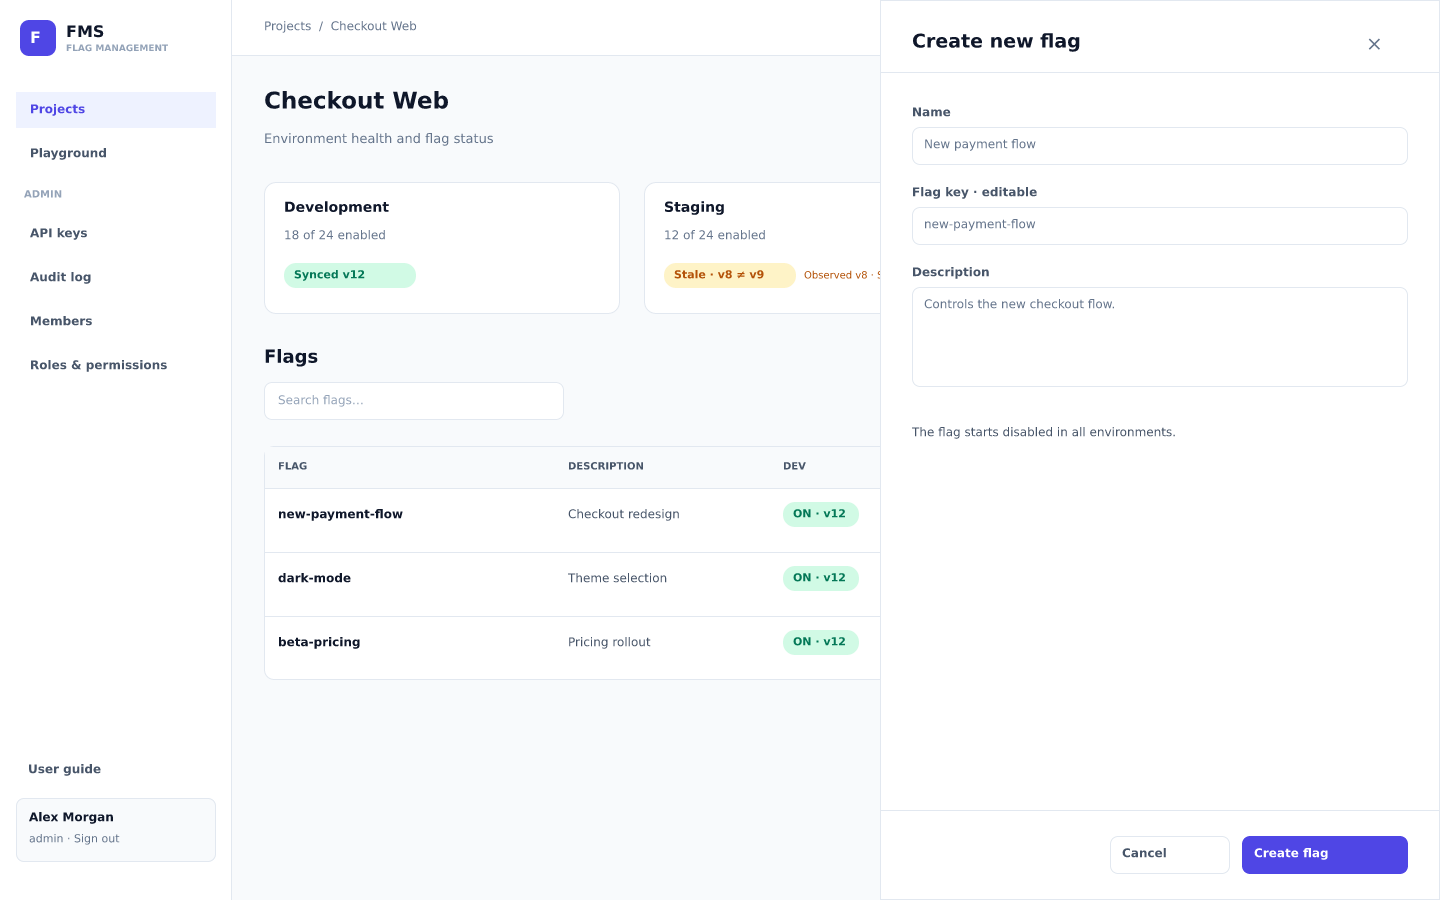 F
FMS
FLAG MANAGEMENT
Projects
Playground
ADMIN
API keys
Audit log
Members
Roles & permissions
User guide
Alex Morgan
admin · Sign out
Projects / Checkout Web
Checkout Web
Environment health and flag status
Development
18 of 24 enabled
Synced v12
Staging
12 of 24 enabled
Stale · v8 ≠ v9
Observed v8 ·
Flags
Search flags...
FLAG DESCRIPTION DEV
new-payment-flow Checkout redesign ON · v12
dark-mode Theme selection ON · v12
beta-pricing Pricing rollout ON · v12
Create new flag
×
Name
New payment flow
Flag key · editable
new-payment-flow
Description
Controls the new checkout flow.
The flag starts disabled in all environments.
Cancel
Create flag